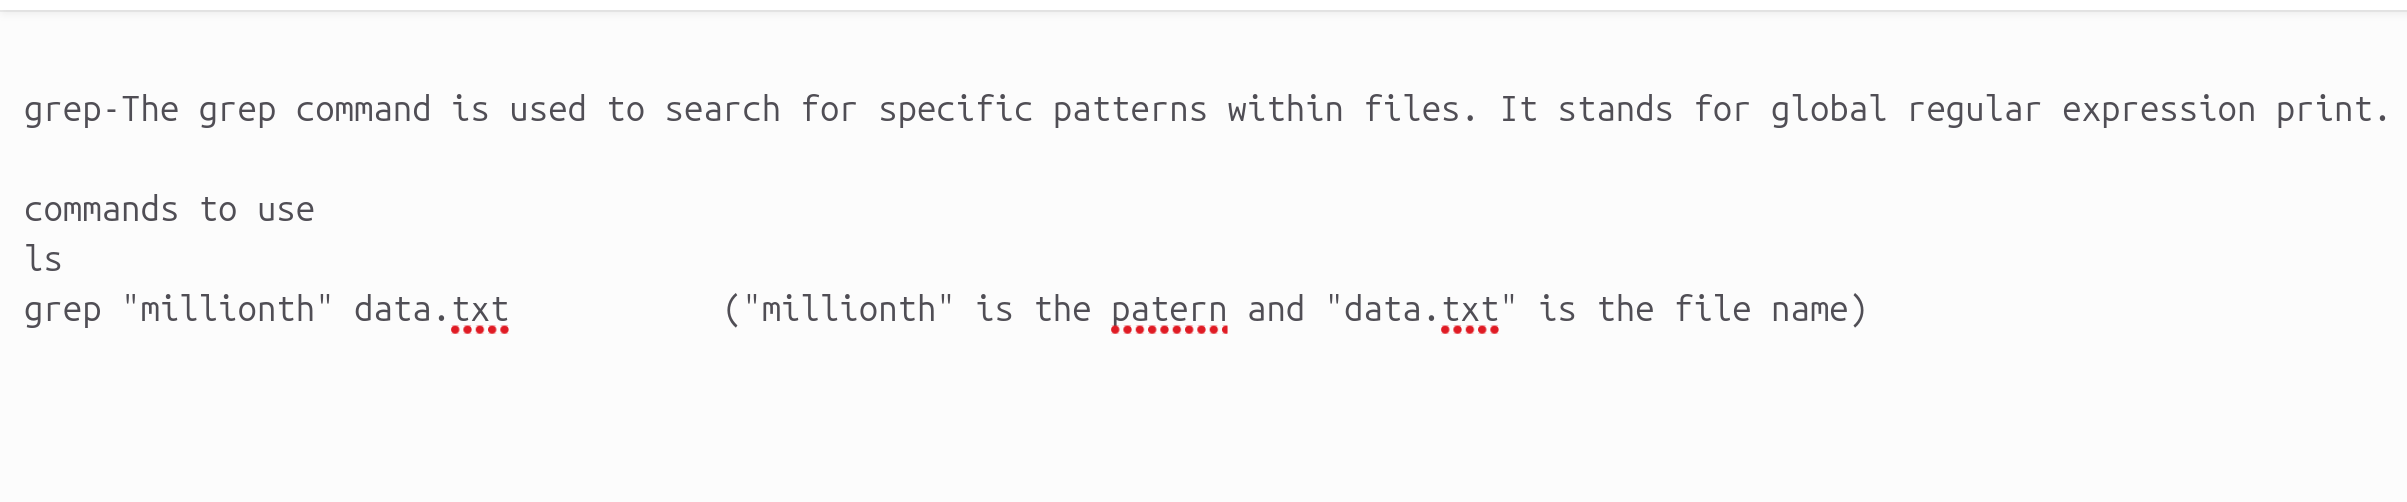 grep-The grep command is used to search for specific patterns within files. It stands for global regular expression print.
commands to use
ls
grep "millionth" data.txt ("millionth" is the patern and "data.txt" is the file name)